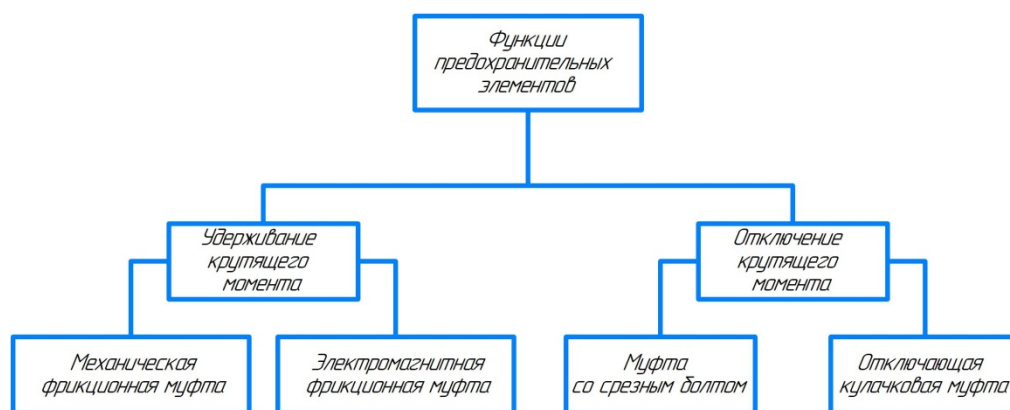 Функции
предохранительных
элементов
Удерживание
крутящего
момента
Отключение
крутящего
момента
Механическая
фрикционная муфта
Электромагнитная
фрикционная муфта
Муфта
со срезным болтом
Отключающая
кулачковая муфта